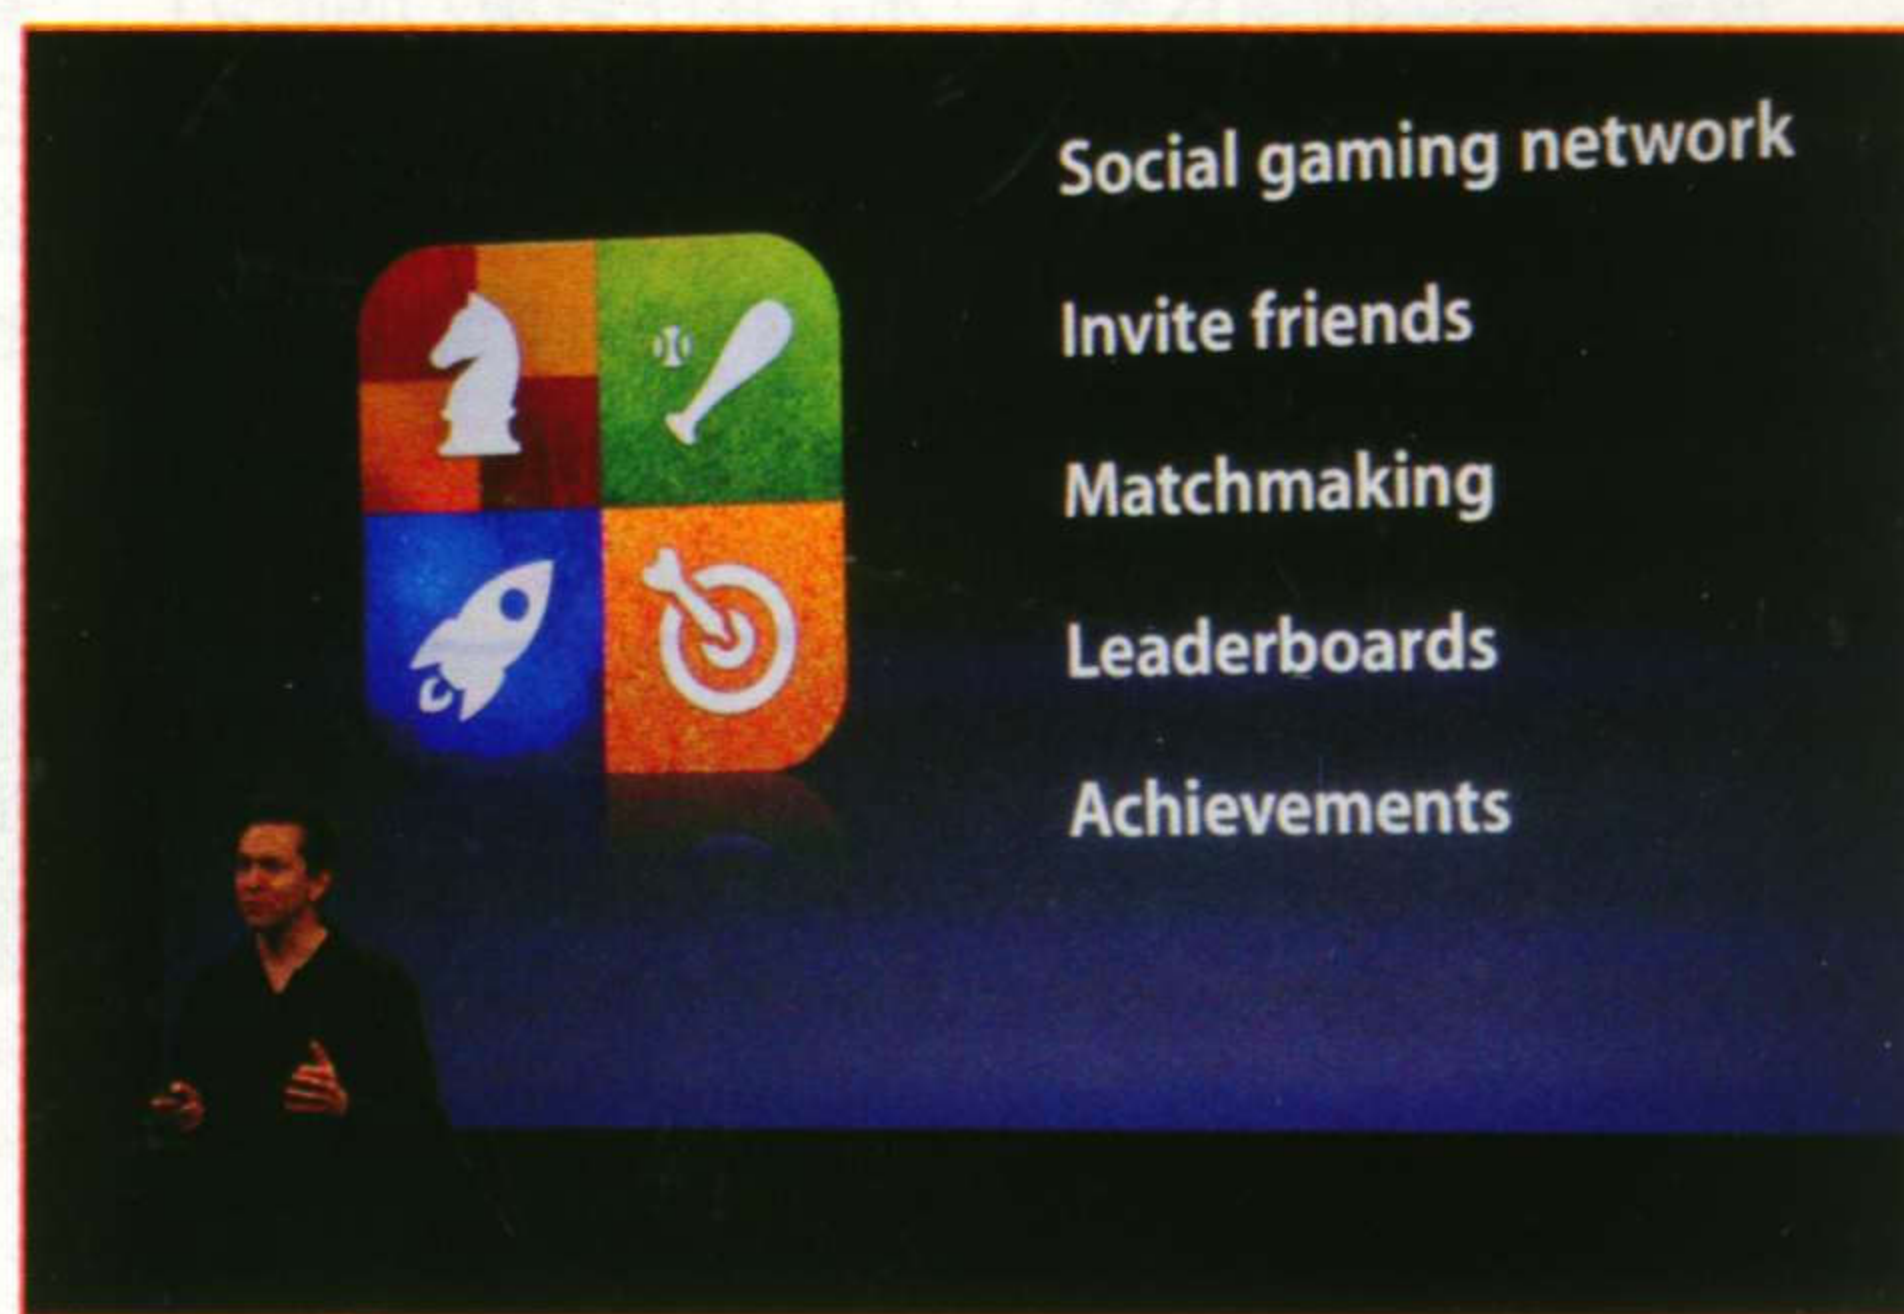 Social gaming network
Invite friends
Matchmaking
Leaderboards
Achievements